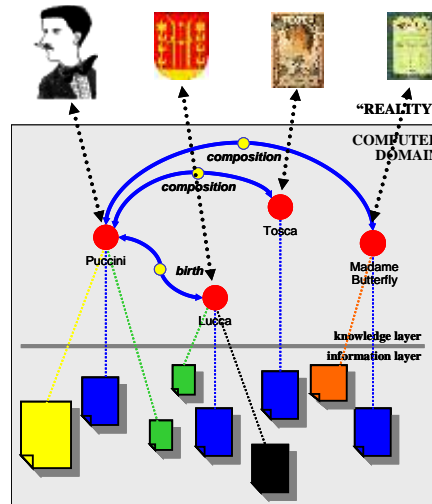 “REALITY”
COMPUTER
DOMAIN
composition
composition
Tosca
Puccini
birth
Madame
Butterfly
Lucca
knowledge layer
information layer